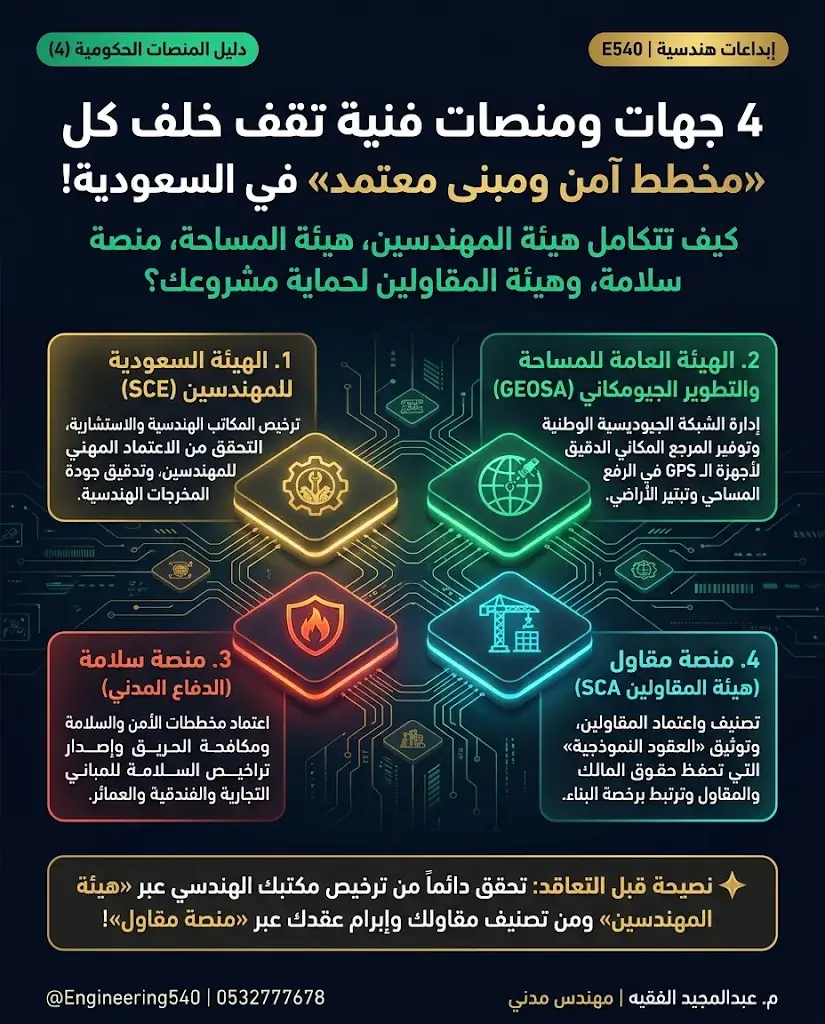 إبداعات هندسية | E540
دليل المنصات الحكومية (4)
4 جهات ومنصات فنية تقف خلف كل
«مخطط آمن ومبنى معتمد» في السعودية!
كيف تتكامل هيئة المهندسين، هيئة المساحة، منصة
سلامة، وهيئة المقاولين لحماية مشروعك؟
1. الهيئة السعودية
للمهندسين (SCE)
ترخيص المكاتب الهندسية والاستشارية،
التحقق من الاعتماد المهني
للمهندسين، وتدقيق جودة
المخرجات الهندسية.
2. الهيئة العامة للمساحة
والتطوير الجيومكاني (GEOSA)
إدارة الشبكة الجيوديسية الوطنية
وتوفير المرجع المكاني الدقيق
لأجهزة الـ GPS في الرفع
المساحي وتبتير الأراضي.
3. منصة سلامة
(الدفاع المدني)
اعتماد مخططات الأمن والسلامة
ومكافحة الحريق وإصدار
تراخيص السلامة للمباني
التجارية والفندقية والعمائر.
4. منصة مقاول
(هيئة المقاولين SCA)
تصنيف واعتماد المقاولين،
وتوثيق «العقود النموذجية»
التي تحفظ حقوق المالك
والمقاول وترتبط برخصة البناء.
نصيحة قبل التعاقد: تحقق دائماً من ترخيص مكتبك الهندسي عبر «هيئة
المهندسين» ومن تصنيف مقاولك وإبرام عقدك عبر «منصة مقاول»!
م. عبدالمجيد الفقيه | مهندس مدني
@Engineering540 | 0532777678